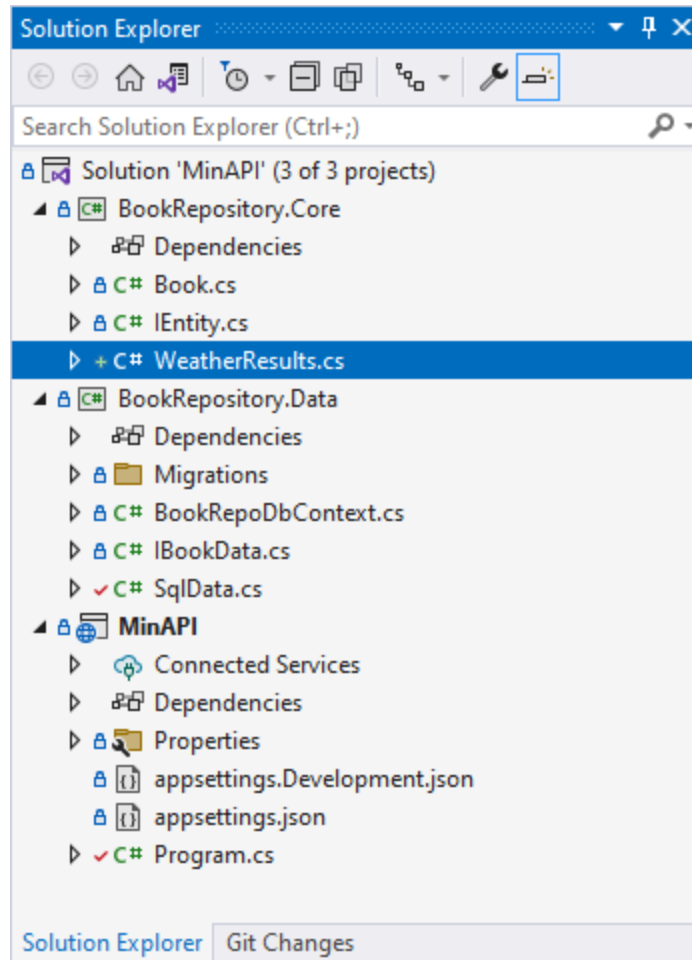 Solution Explorer
Search Solution Explorer (Ctrl+;)
Solution 'MinAPI' (3 of 3 projects)
C# BookRepository.Core
Dependencies
C# Book.cs
C# IEntity.cs
+ C# WeatherResults.cs
C# BookRepository.Data
Dependencies
Migrations
C# BookRepoDbContext.cs
C# IBookData.cs
C# SqlData.cs
MinAPI
Connected Services
Dependencies
Properties
appsettings.Development.json
appsettings.json
C# Program.cs
Solution Explorer Git Changes